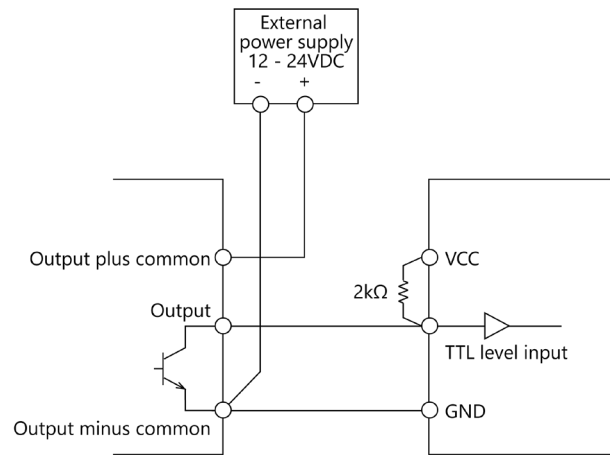 External
power supply
12 - 24VDC
- +
Output plus common
VCC
2kΩ
Output
TTL level input
Output minus common
GND